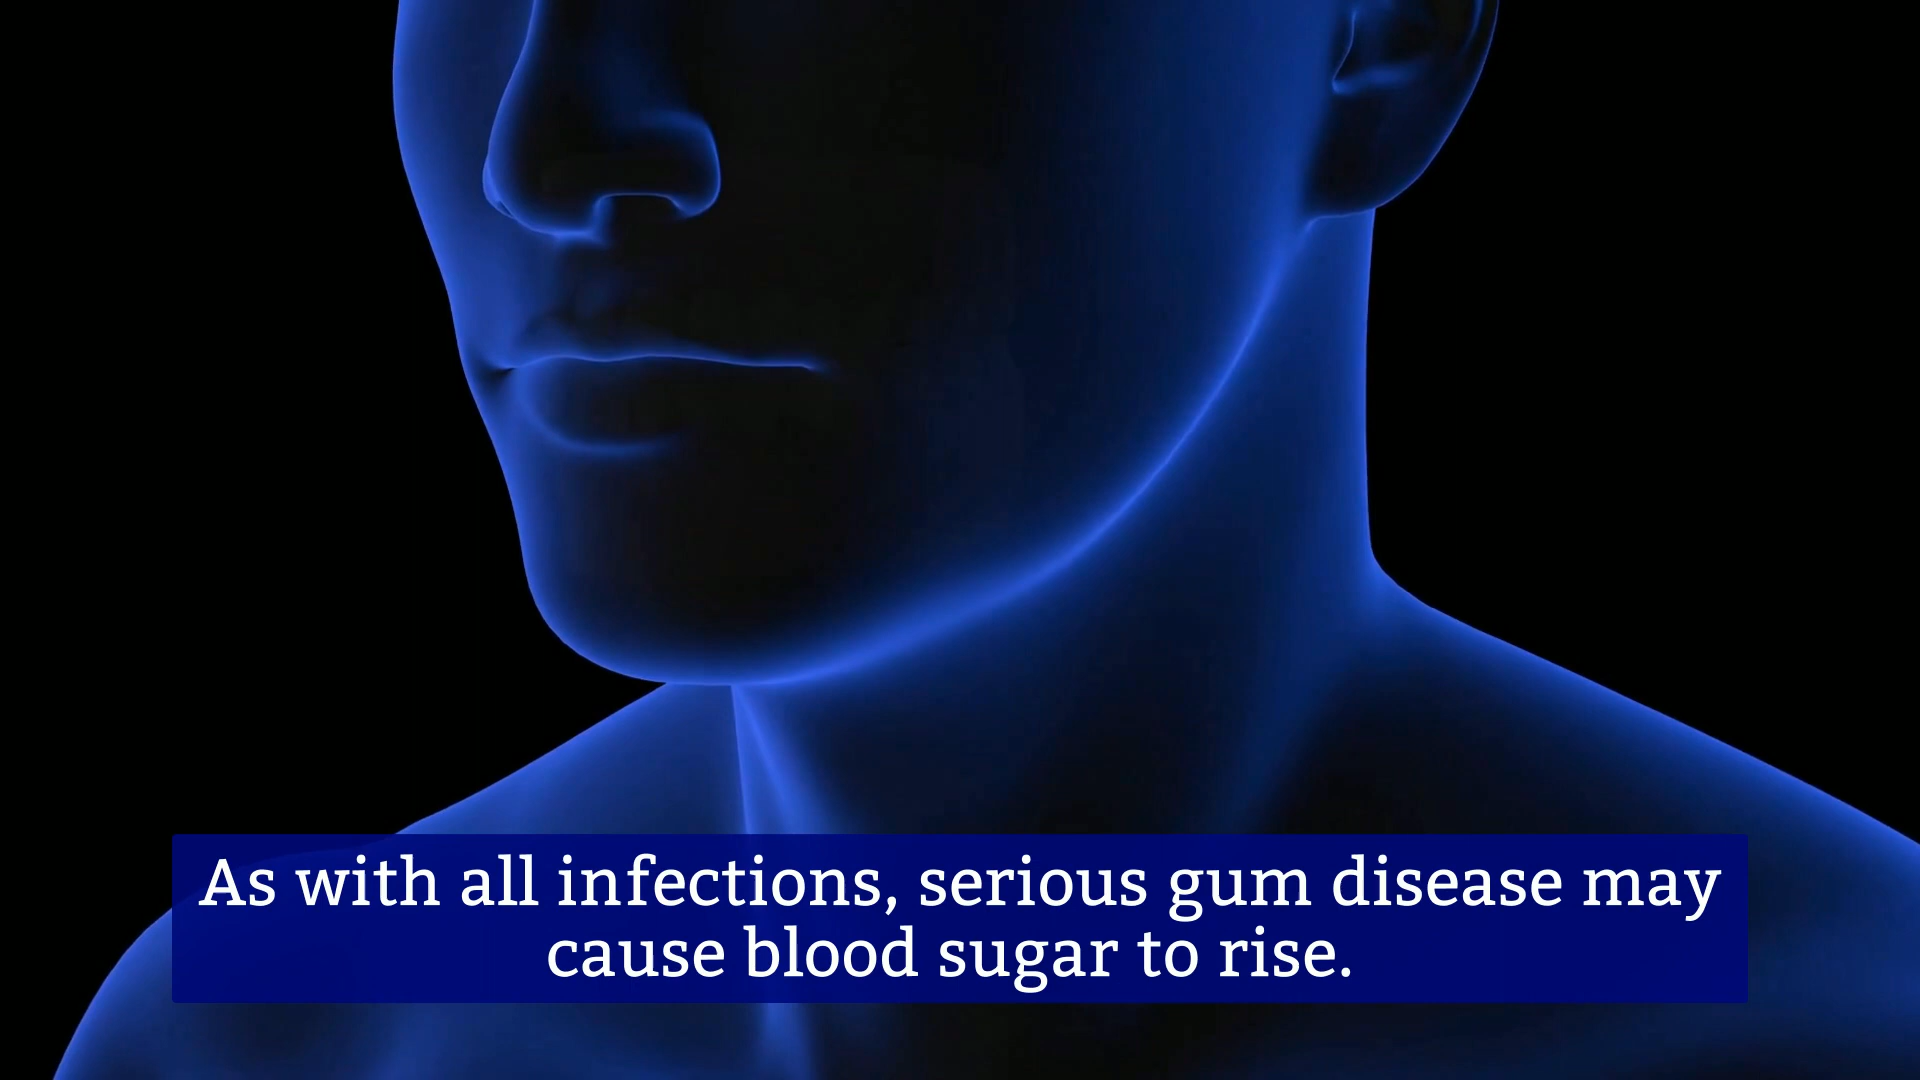 As with all infections, serious gum disease may
cause blood sugar to rise.